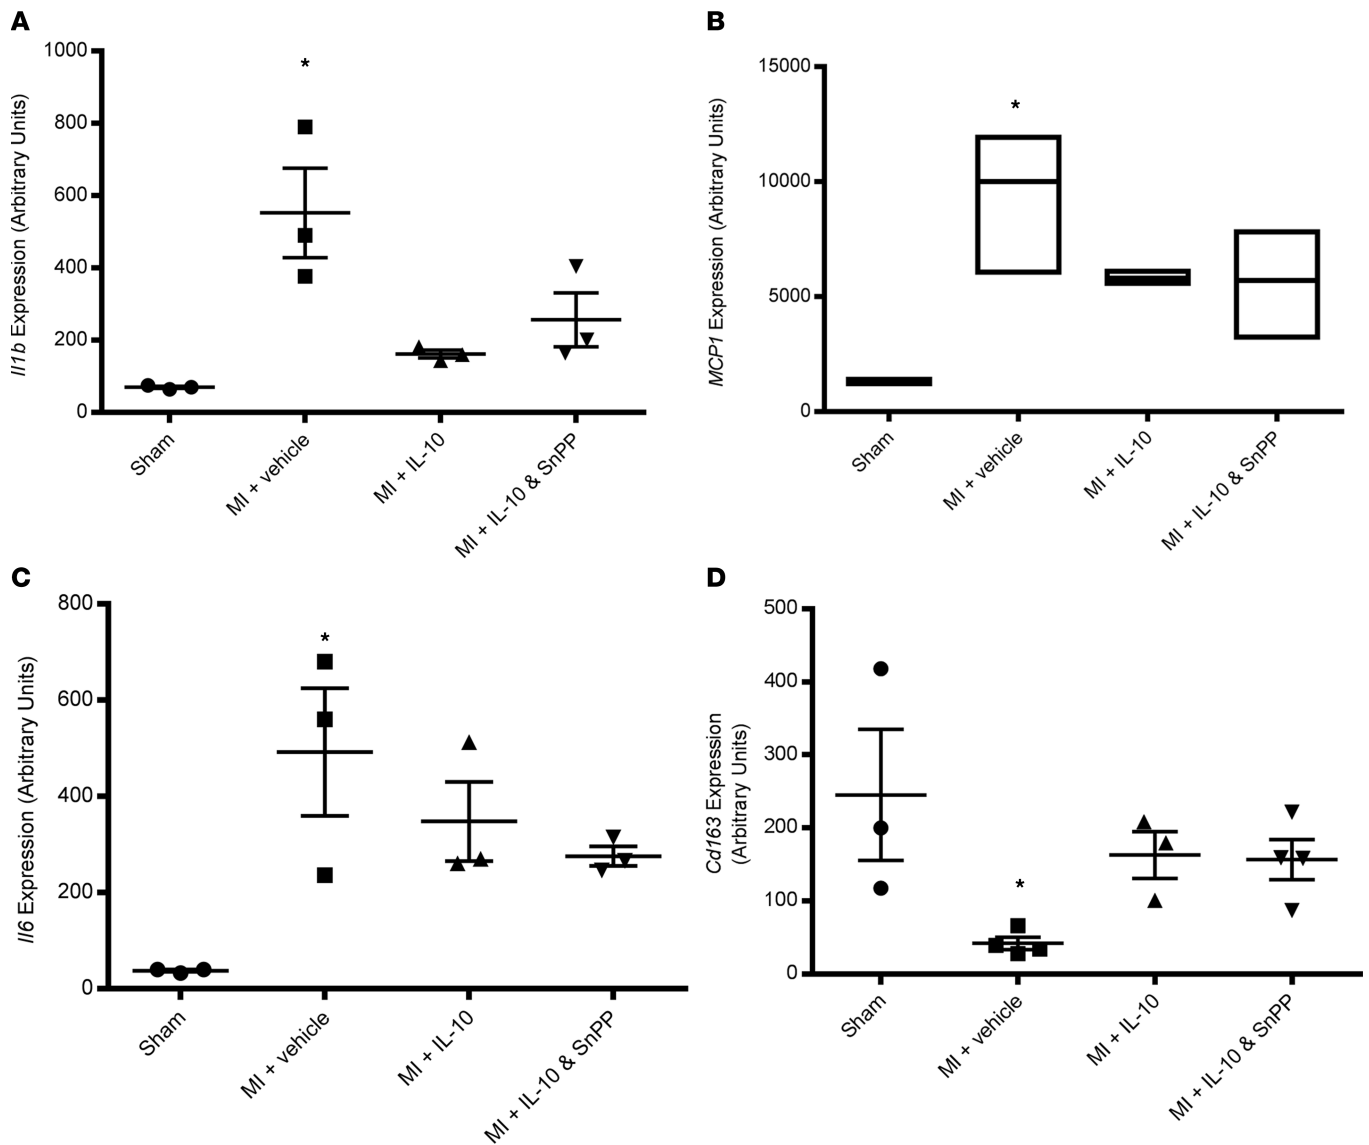 A
Il1b Expression (Arbitrary Units)
1000
800
600
400
200
0
*
Sham
MI + vehicle
MI + IL-10
MI + IL-10 & SnPP
B
MCP1 Expression (Arbitrary Units)
15000
10000
5000
0
*
Sham
MI + vehicle
MI + IL-10
MI + IL-10 & SnPP
C
Il6 Expression (Arbitrary Units)
800
600
400
200
0
*
Sham
MI + vehicle
MI + IL-10
MI + IL-10 & SnPP
D
Cd163 Expression
(Arbitrary Units)
500
400
300
200
100
0
*
Sham
MI + vehicle
MI + IL-10
MI + IL-10 & SnPP